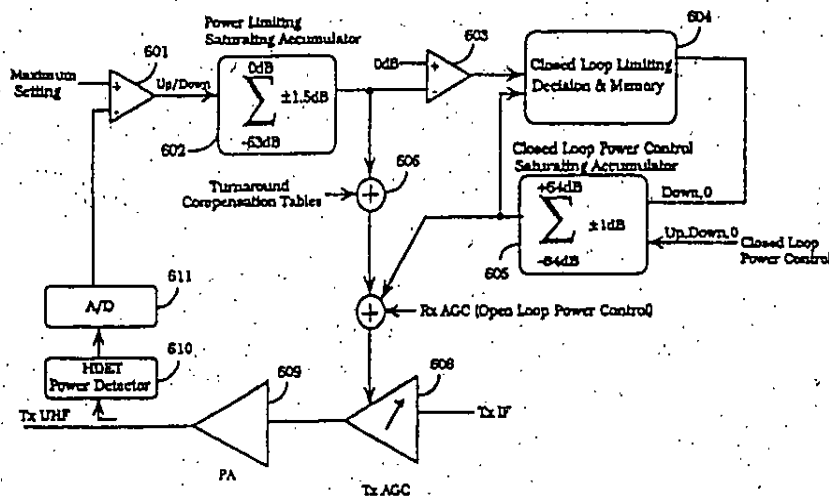 Power Limiting
Saturating Accumulator
604
601
603
Maximum
Setting
+
-
Up/Down
0dB
∑ ±1.5dB
-63dB
602
0dB
+
-
Closed Loop Limiting
Decision & Memory
606
Closed Loop Power Control
Saturating Accumulator
Turnaround
Compensation Tables
+
+64dB
∑ ±1dB
-64dB
Down,0
Up,Down,0
Closed Loop
Power Control
605
611
A/D
+
Rx AGC (Open Loop Power Control)
610
HDET
Power Detector
609
608
Tx UHF
Tx IF
PA
Tx AGC